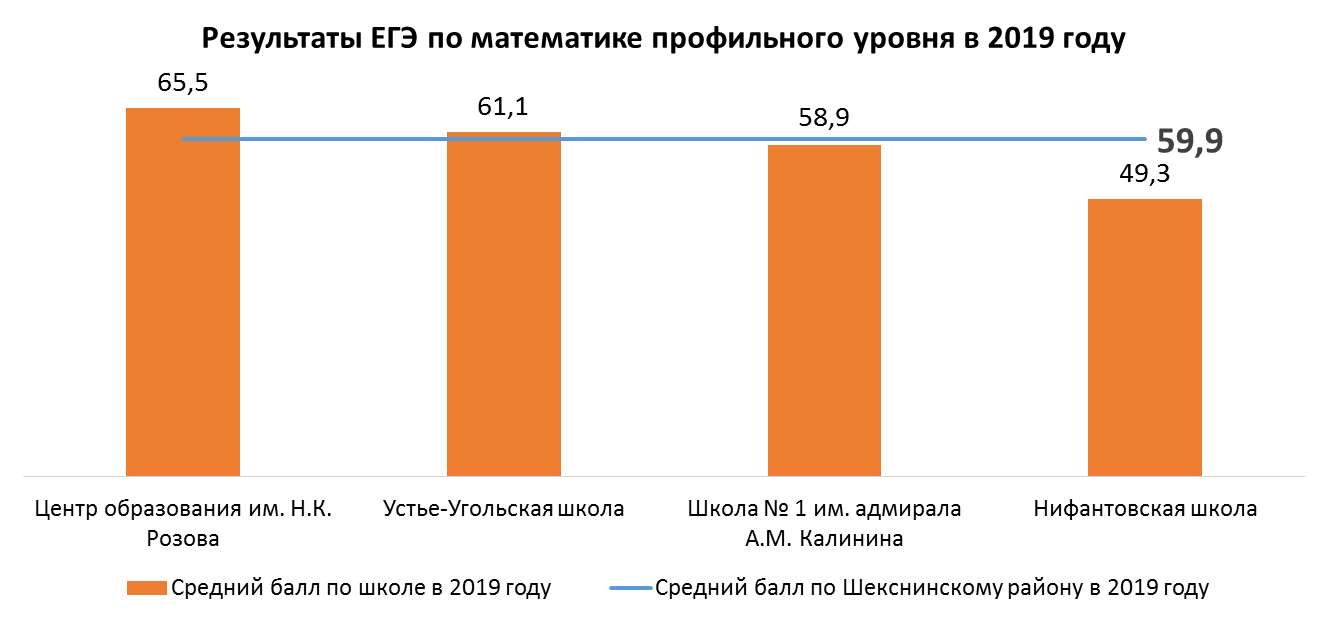 Результаты ЕГЭ по математике профильного уровня в 2019 году
65,5
61,1
58,9
59,9
49,3
Центр образования им. Н.К.
Розова
Устье-Угольская школа
Школа № 1 им. адмирала
А.М. Калинина
Нифантовская школа
Средний балл по школе в 2019 году
Средний балл по Шекснинскому району в 2019 году